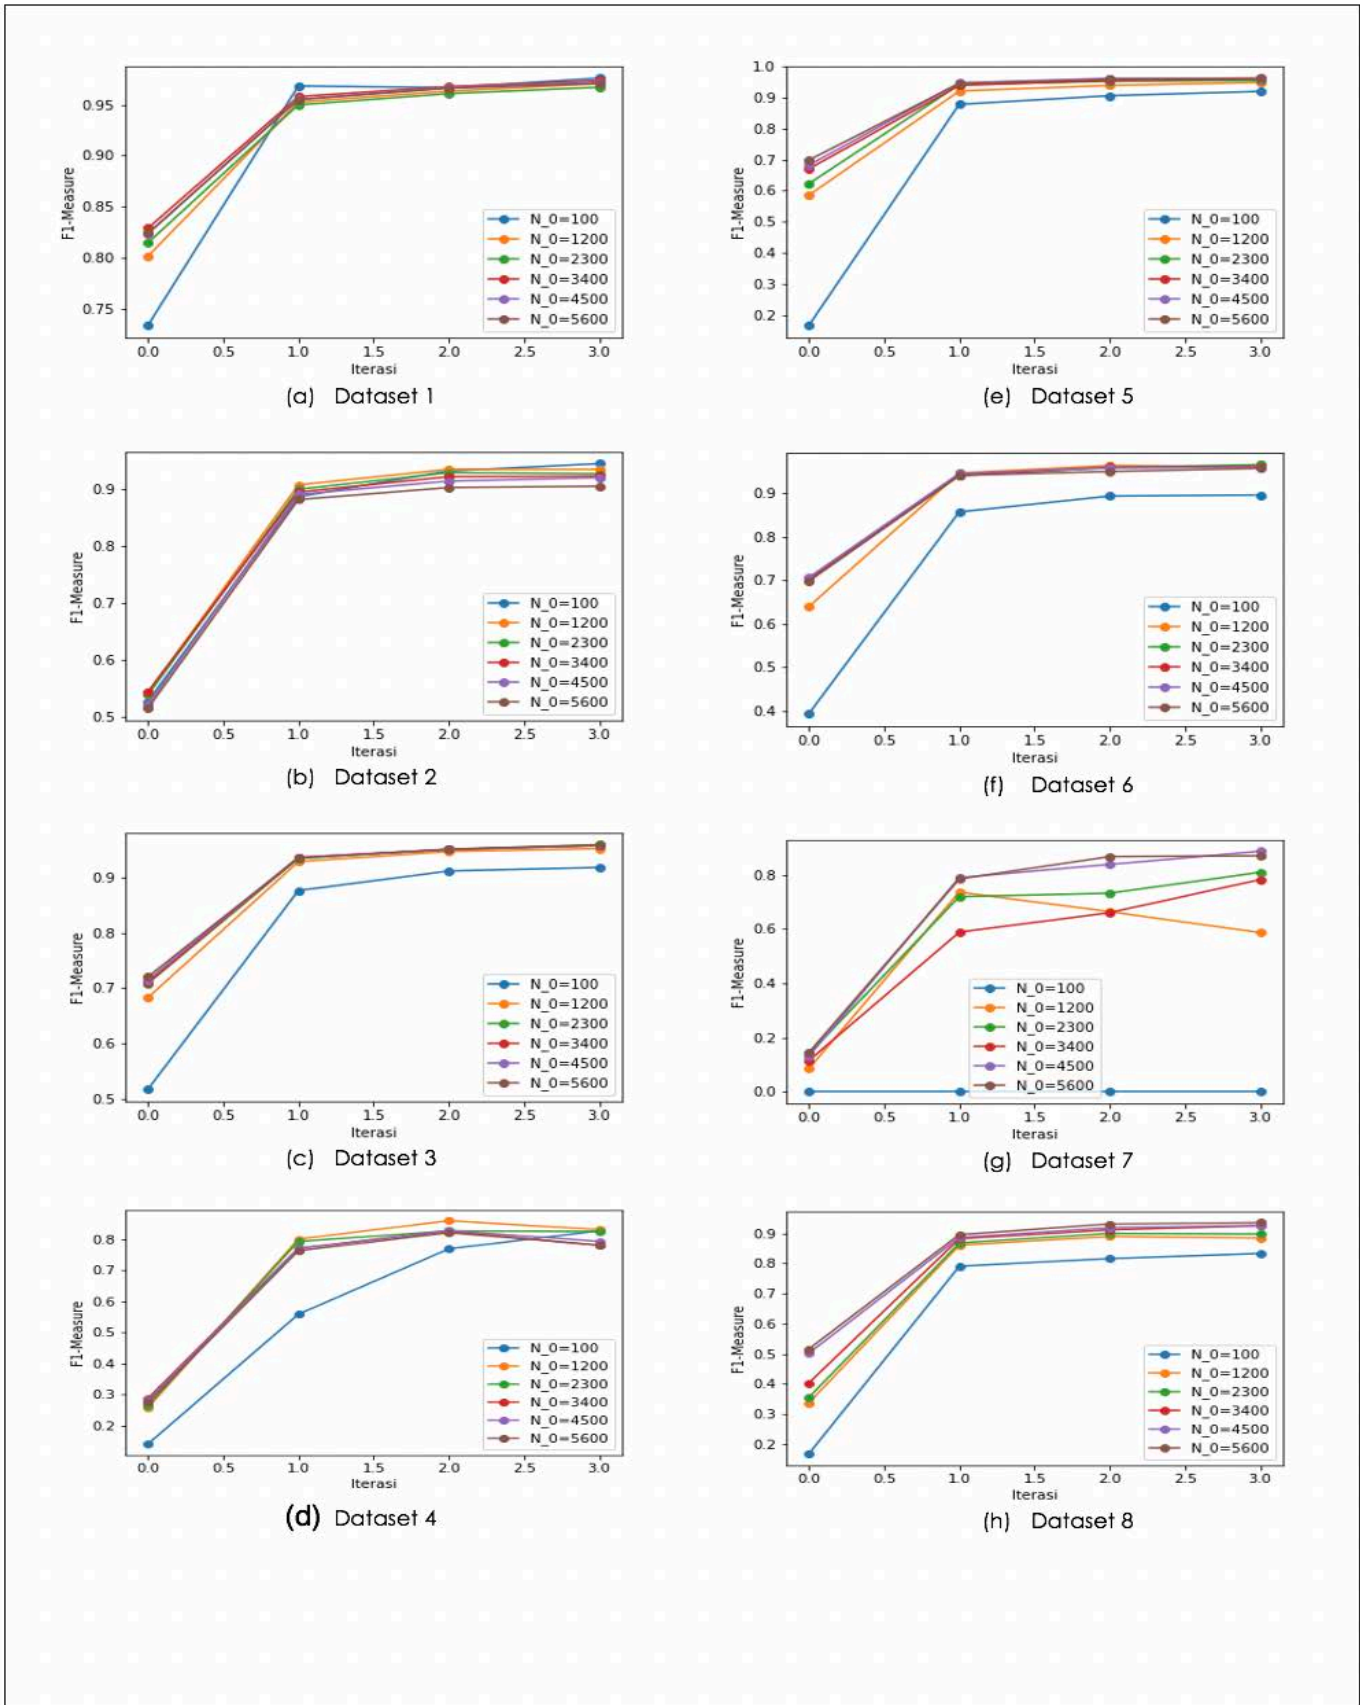 0.95
0.90
0.85
0.80
0.75
F1-Measure
N_0=100
N_0=1200
N_0=2300
N_0=3400
N_0=4500
N_0=5600
0.0 0.5 1.0 1.5 2.0 2.5 3.0
Iterasi
(a) Dataset 1
0.9
0.8
0.7
0.6
0.5
F1-Measure
N_0=100
N_0=1200
N_0=2300
N_0=3400
N_0=4500
N_0=5600
0.0 0.5 1.0 1.5 2.0 2.5 3.0
Iterasi
(b) Dataset 2
0.9
0.8
0.7
0.6
0.5
F1-Measure
N_0=100
N_0=1200
N_0=2300
N_0=3400
N_0=4500
N_0=5600
0.0 0.5 1.0 1.5 2.0 2.5 3.0
Iterasi
(c) Dataset 3
0.8
0.7
0.6
0.5
0.4
0.3
0.2
F1-Measure
N_0=100
N_0=1200
N_0=2300
N_0=3400
N_0=4500
N_0=5600
0.0 0.5 1.0 1.5 2.0 2.5 3.0
Iterasi
(d) Dataset 4
1.0
0.9
0.8
0.7
0.6
0.5
0.4
0.3
0.2
F1-Measure
N_0=100
N_0=1200
N_0=2300
N_0=3400
N_0=4500
N_0=5600
0.0 0.5 1.0 1.5 2.0 2.5 3.0
Iterasi
(e) Dataset 5
0.9
0.8
0.7
0.6
0.5
0.4
F1-Measure
N_0=100
N_0=1200
N_0=2300
N_0=3400
N_0=4500
N_0=5600
0.0 0.5 1.0 1.5 2.0 2.5 3.0
Iterasi
(f) Dataset 6
0.8
0.6
0.4
0.2
0.0
F1-Measure
N_0=100
N_0=1200
N_0=2300
N_0=3400
N_0=4500
N_0=5600
0.0 0.5 1.0 1.5 2.0 2.5 3.0
Iterasi
(g) Dataset 7
0.9
0.8
0.7
0.6
0.5
0.4
0.3
0.2
F1-Measure
N_0=100
N_0=1200
N_0=2300
N_0=3400
N_0=4500
N_0=5600
0.0 0.5 1.0 1.5 2.0 2.5 3.0
Iterasi
(h) Dataset 8